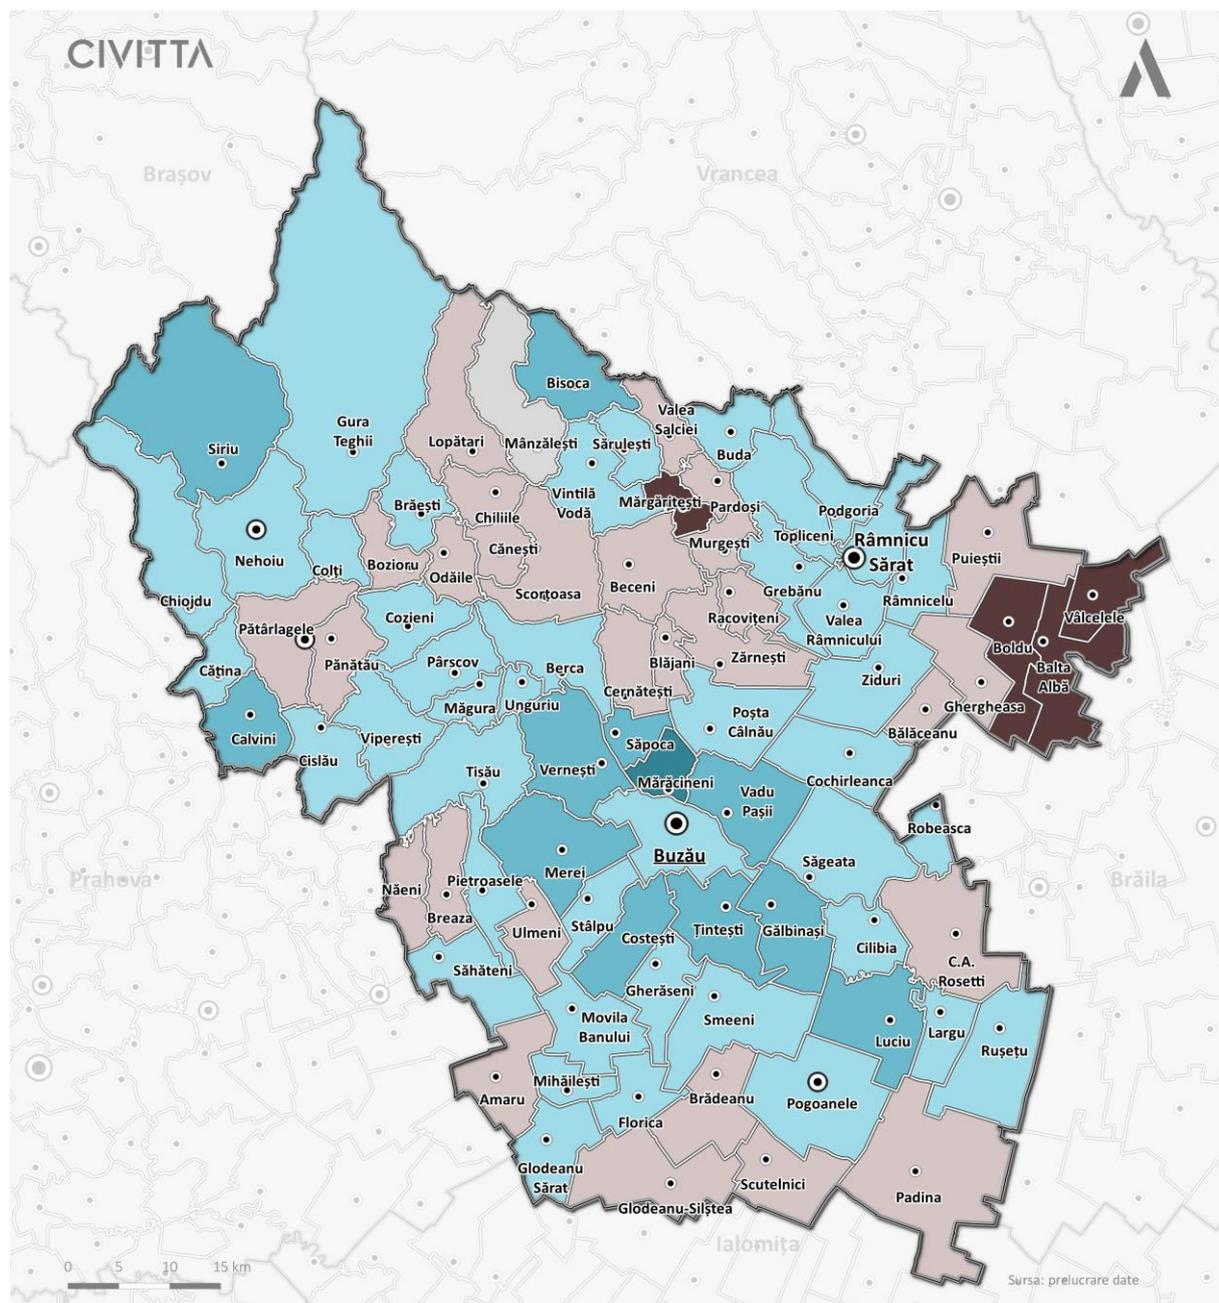 CIVITTA
Brașov
Vrancea
Bisoca
Valea
Salciei
Gura
Teghii
Lopătari
Mânzălești
Sărulești
Buda
Siriu
Vintilă
Vodă
Mărgăritești
Pardoși
Brăești
Chiliile
Podgoria
Topliceni
Râmnicu
Sărat
Murgești
Cănești
Nehoiu
Colți
Bozioru
Odăile
Beceni
Puieștii
Scorțoasa
Grebănu
Râmnicelu
Chiojdu
Cozieni
Racovițeni
Valea
Râmnicului
Vâlcelele
Pătârlagele
Pănătău
Boldu
Balta
Albă
Cătina
Pârscov
Berca
Blăjani
Zărnești
Ziduri
Măgura
Unguriu
Cernătești
Ghergheasa
Calvini
Viperești
Poșta
Câlnău
Bălăceanu
Cislău
Tisău
Vernești
Săpoca
Mărăcineni
Cochirleanca
Vadu
Pașii
Robeasca
Buzău
Săgeata
Merei
Prahova
Brăila
Năeni
Pietroasele
Breaza
Ulmeni
Stâlpu
Costești
Țintești
Gălbinași
Cilibia
C.A.
Rosetti
Săhăteni
Gherăseni
Movila
Banului
Smeeni
Luciu
Largu
Rușețu
Mihăilești
Amaru
Florica
Brădeanu
Pogoanele
Glodeanu
Sărat
Scutelnici
Padina
Glodeanu-Siliștea
Ialomița
0 5 10 15 km
Sursa: prelucrare date